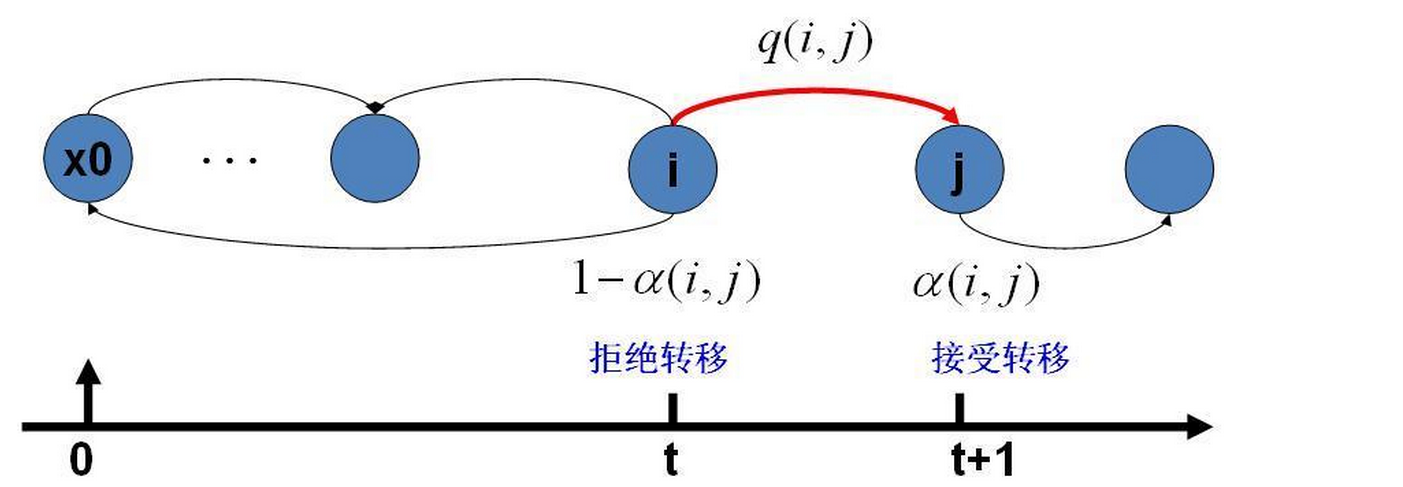 q(i, j)
x0 ... i j
1−α(i, j) α(i, j)
拒绝转移 接受转移
0 t t+1